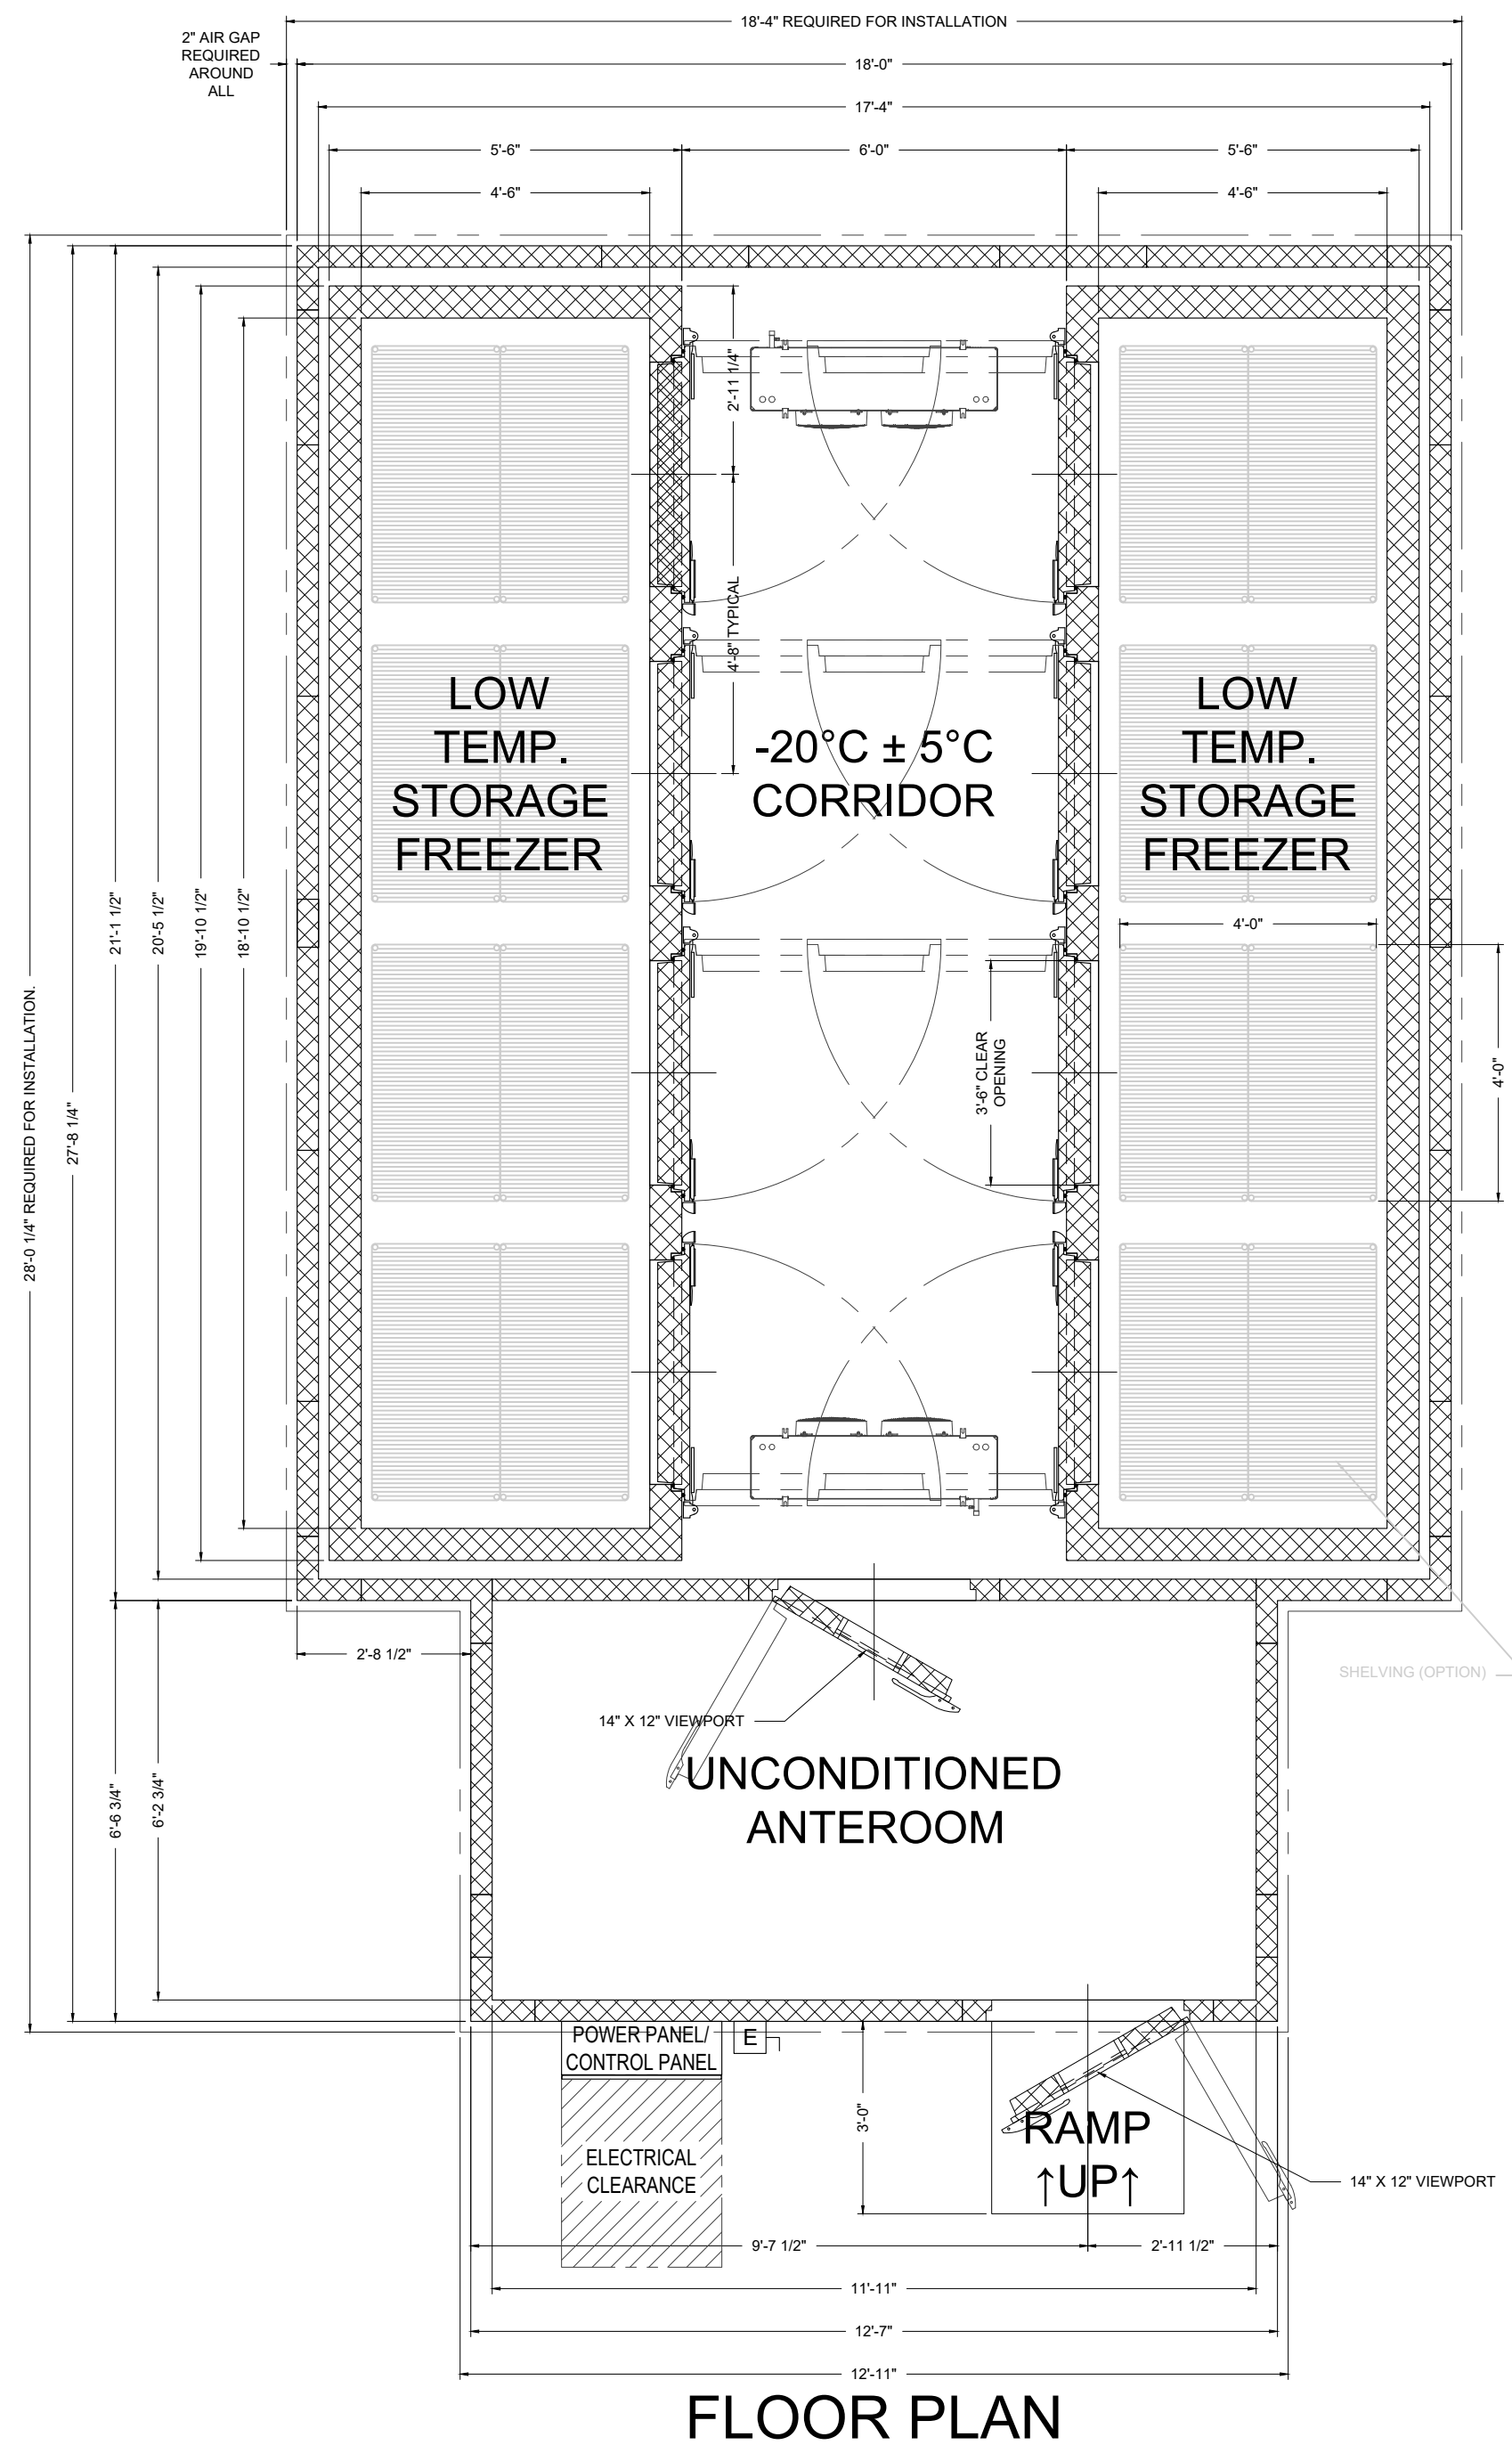 18'-4" REQUIRED FOR INSTALLATION
2" AIR GAP
REQUIRED
AROUND
ALL
18'-0"
17'-4"
5'-6"
6'-0"
5'-6"
4'-6"
4'-6"
2'-11 1/4"
4'-8" TYPICAL
LOW
TEMP.
STORAGE
FREEZER
-20°C ± 5°C
CORRIDOR
LOW
TEMP.
STORAGE
FREEZER
28'-0 1/4" REQUIRED FOR INSTALLATION.
27'-8 1/4"
21'-1 1/2"
20'-5 1/2"
19'-10 1/2"
18'-10 1/2"
4'-0"
3'-6" CLEAR
OPENING
4'-0"
2'-8 1/2"
SHELVING (OPTION)
14" X 12" VIEWPORT
UNCONDITIONED
ANTEROOM
6'-6 3/4"
6'-2 3/4"
POWER PANEL/
CONTROL PANEL
E
ELECTRICAL
CLEARANCE
3'-0"
RAMP
↑UP↑
14" X 12" VIEWPORT
9'-7 1/2"
2'-11 1/2"
11'-11"
12'-7"
12'-11"
FLOOR PLAN